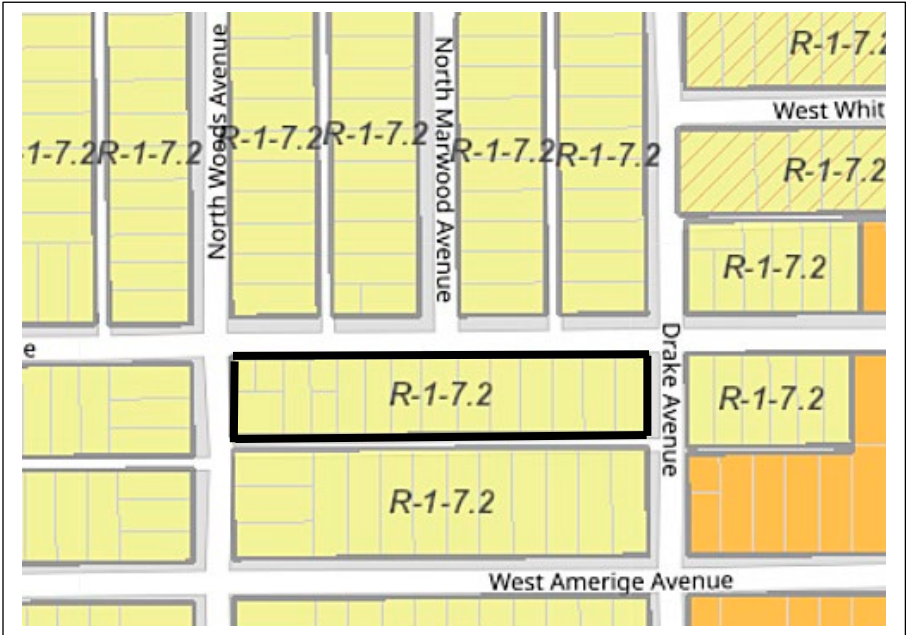 R-1-7.2
West Whit
North Woods Avenue
North Marwood Avenue
-1-7.2
R-1-7.2
R-1-7.2
R-1-7.2
R-1-7.2
R-1-7.2
R-1-7.2
R-1-7.2
Drake Avenue
e
R-1-7.2
R-1-7.2
R-1-7.2
West Amerige Avenue